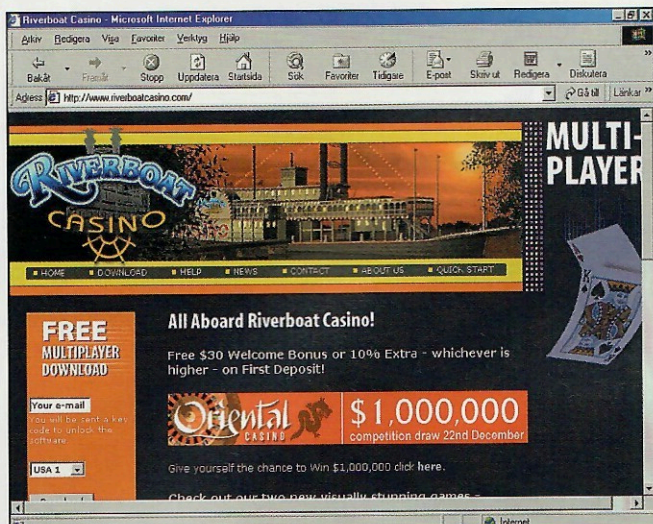 Riverboat Casino - Microsoft Internet Explorer
Arkiv Redigera Visa Favoriter Verktyg Hjälp
Bakåt Framåt Stopp Uppdatera Startsida Sök Favoriter Tidigare E-post Skriv ut Redigera Diskutera
Adress http://www.riverboatcasino.com/ Gå till Länkar
RIVERBOAT
CASINO
MULTI-
PLAYER
HOME DOWNLOAD HELP NEWS CONTACT ABOUT US QUICK START
FREE
MULTIPLAYER
DOWNLOAD
Your e-mail
You will be sent a key
code to unlock the
software.
USA 1
All Aboard Riverboat Casino!
Free $30 Welcome Bonus or 10% Extra - whichever is
higher - on First Deposit!
Oriental
CASINO
$1,000,000
competition draw 22nd December
Give yourself the chance to Win $1,000,000 click here.
Check out our two new visually stunning games -
K
Internet